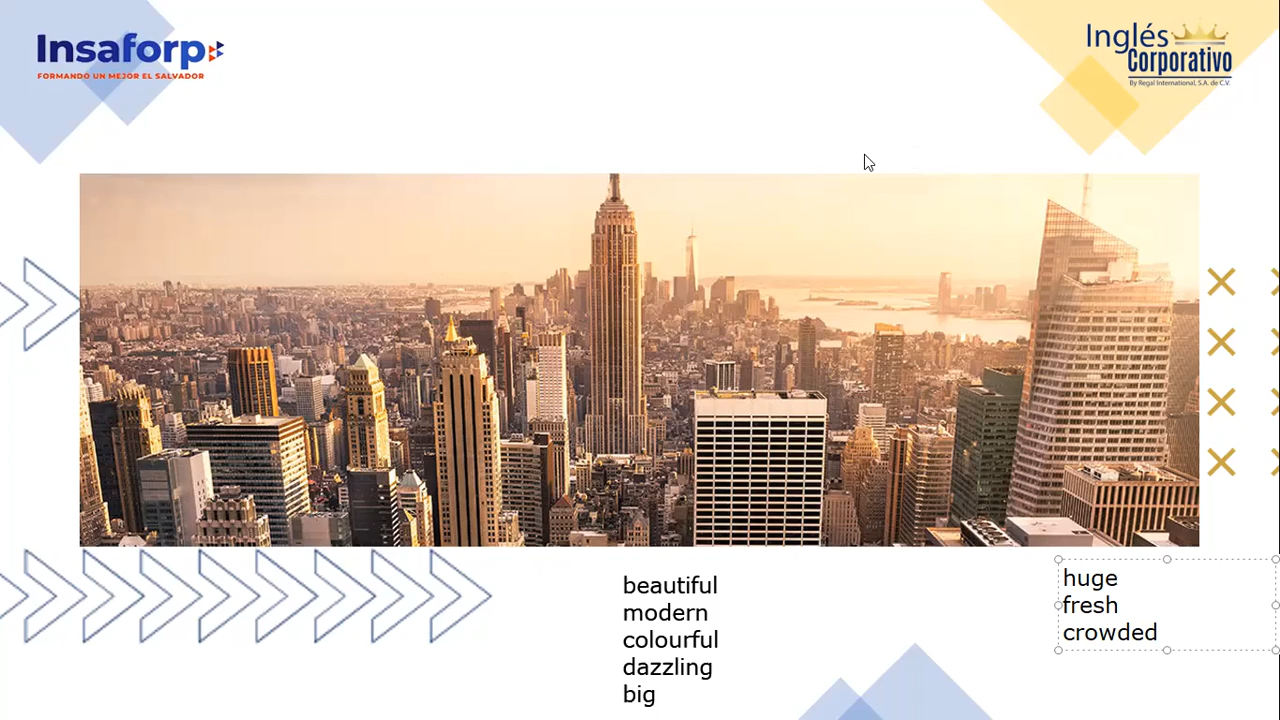 Insaforp
FORMANDO UN MEJOR EL SALVADOR
Inglés
Corporativo
By Regal International, S.A. de C.V.
beautiful
modern
colourful
dazzling
big
huge
fresh
crowded